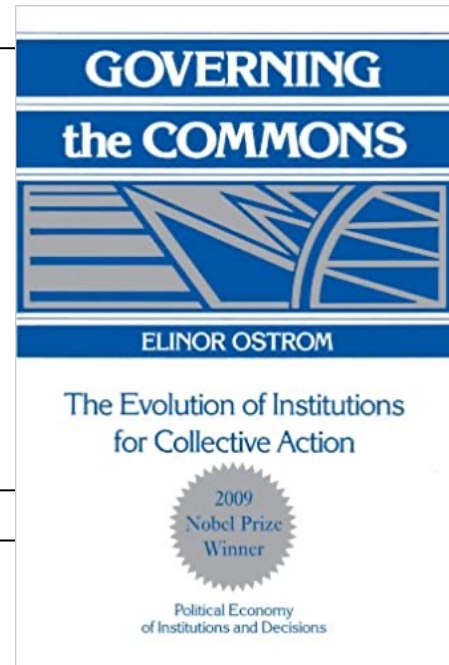 GOVERNING
the COMMONS
ELINOR OSTROM
The Evolution of Institutions
for Collective Action
2009
Nobel Prize
Winner
Political Economy
of Institutions and Decisions